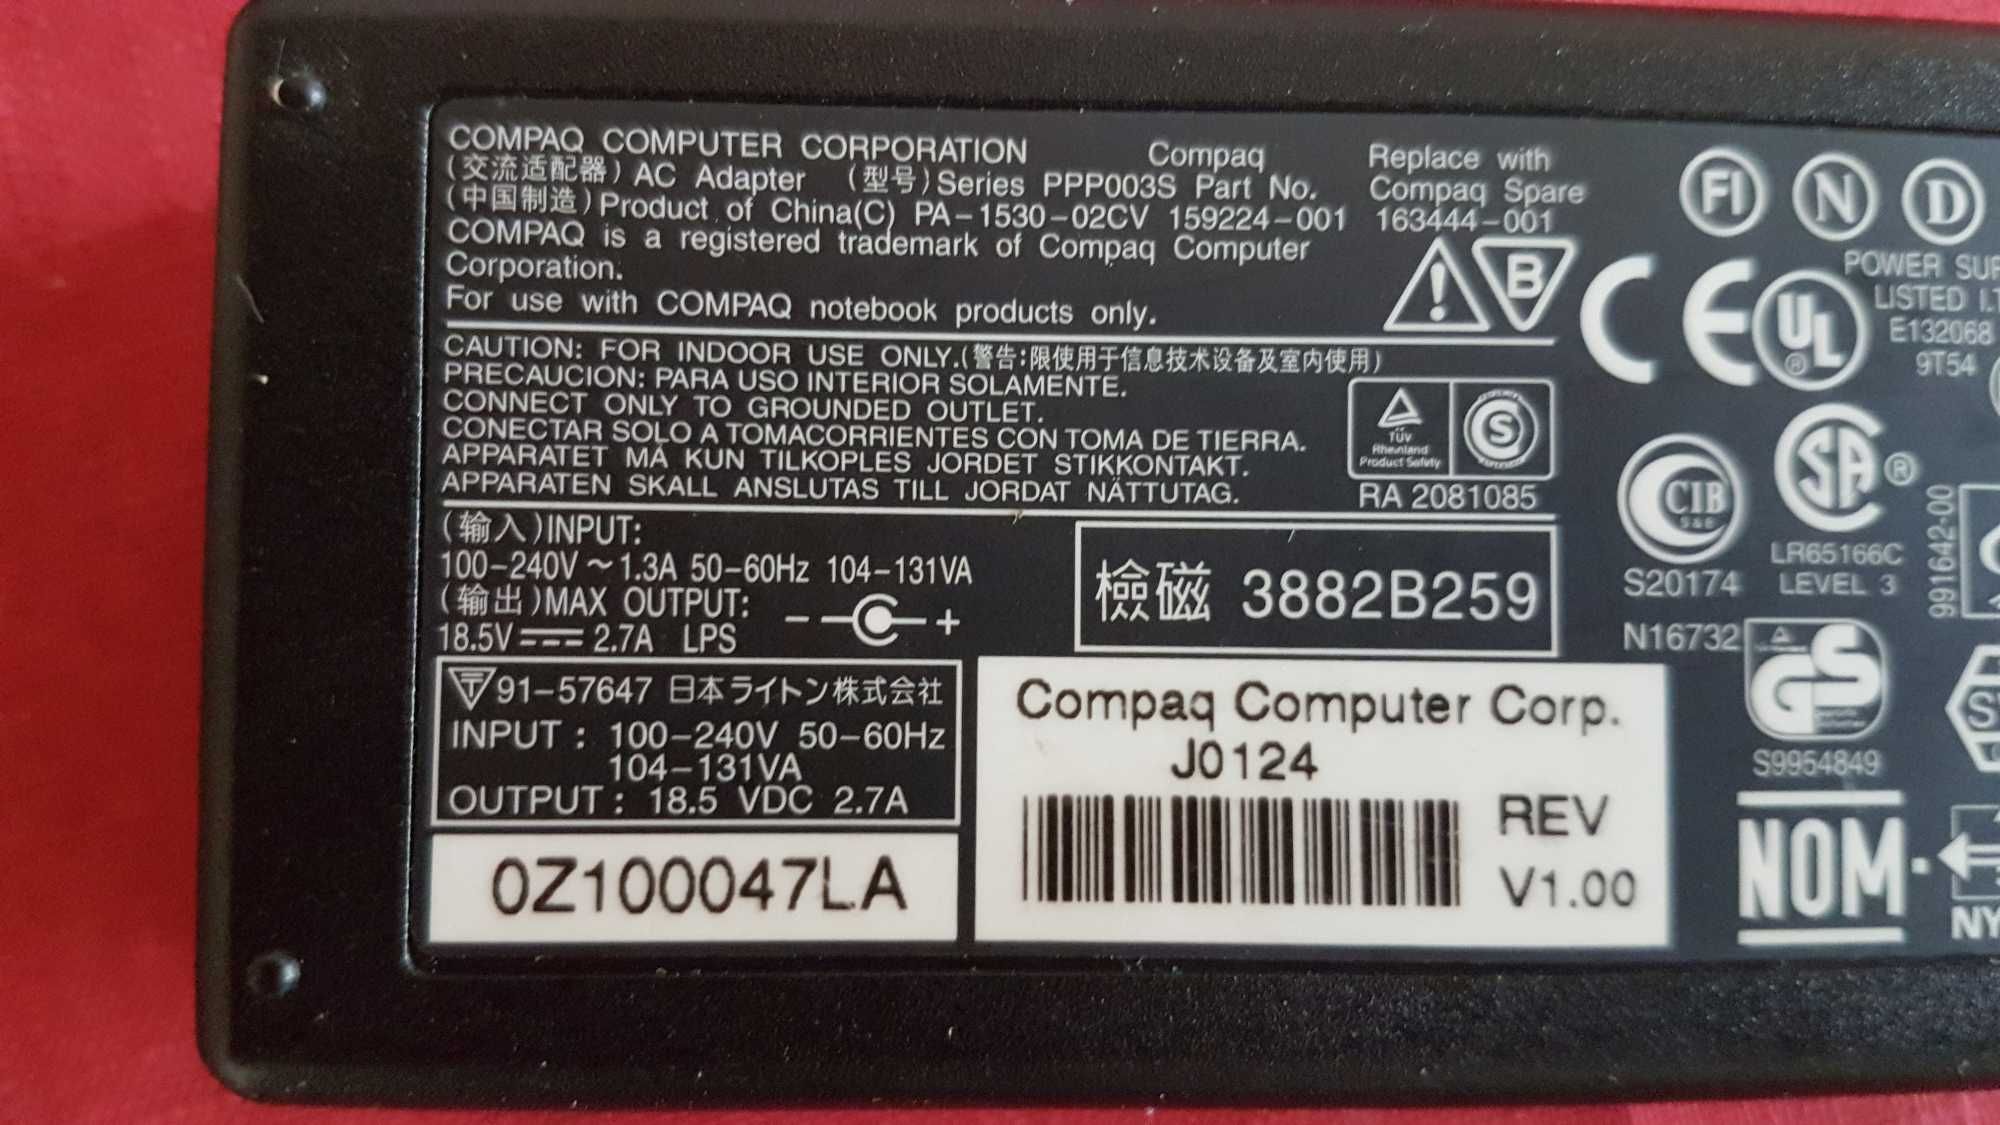 COMPAQ COMPUTER CORPORATION
(交流适配器) AC Adapter (型号) Series PPP003S
(中国制造) Product of China(C) PA-1530-02CV
Compaq
Part No.
159224-001
Replace with
Compaq Spare
163444-001
COMPAQ is a registered trademark of Compaq Computer
Corporation.
For use with COMPAQ notebook products only.
B
CAUTION: FOR INDOOR USE ONLY.(警告:限使用于信息技术设备及室内使用)
PRECAUCION: PARA USO INTERIOR SOLAMENTE.
CONNECT ONLY TO GROUNDED OUTLET.
CONECTAR SOLO A TOMACORRIENTES CON TOMA DE TIERRA.
APPARATET MÅ KUN TILKOPLES JORDET STIKKONTAKT.
APPARATEN SKALL ANSLUTAS TILL JORDAT NÄTTUTAG.
TÜV
Rheinland
Product Safety
S
RA 2081085
(输入)INPUT:
100-240V ~ 1.3A 50-60Hz 104-131VA
(输出)MAX OUTPUT:
18.5V 2.7A LPS
- +
檢磁 3882B259
T 91-57647 日本ライトン株式会社
INPUT : 100-240V 50-60Hz
104-131VA
OUTPUT : 18.5 VDC 2.7A
0Z100047LA
Compaq Computer Corp.
J0124
REV
V1.00
FI N D
CE
UL ®
POWER SUP
LISTED I.T
E132068
9T54
CIB
S&E
S20174
N16732
SA ®
LR65166C
LEVEL 3
991642-00
GS
S9954849
NOM
NY